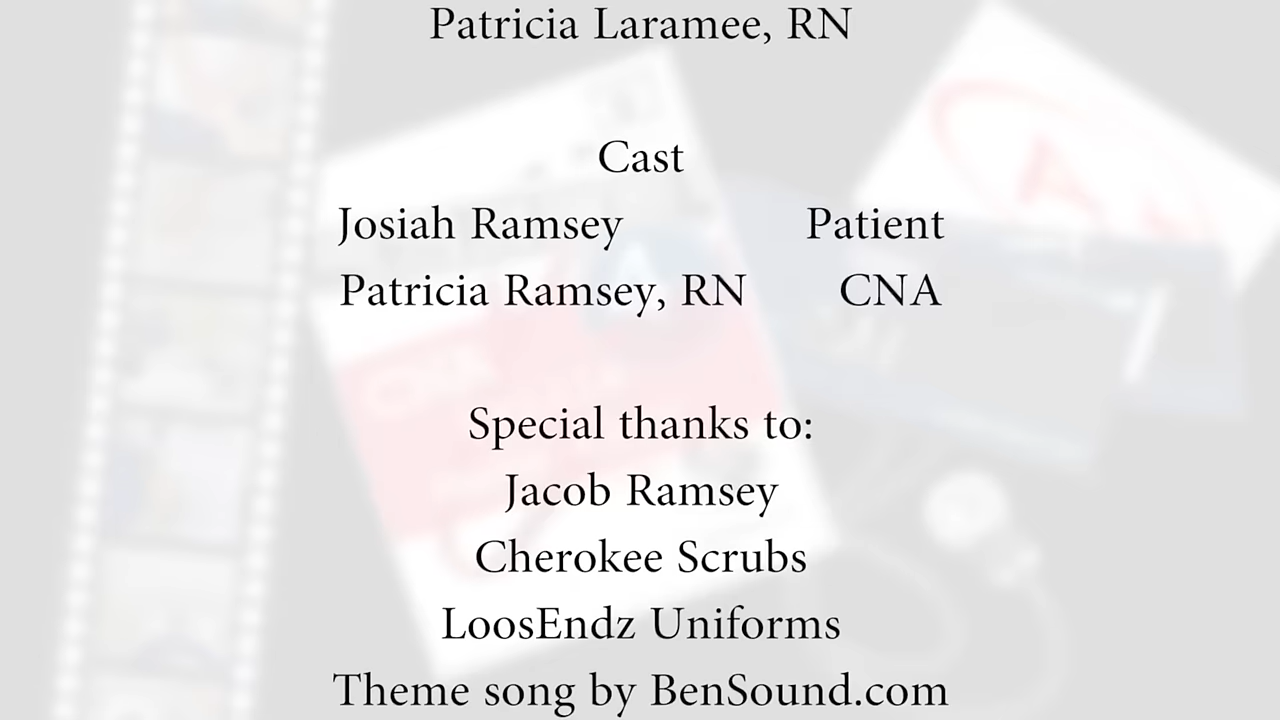 Patricia Laramee, RN
Cast
Josiah Ramsey Patient
Patricia Ramsey, RN CNA
Special thanks to:
Jacob Ramsey
Cherokee Scrubs
LoosEndz Uniforms
Theme song by BenSound.com